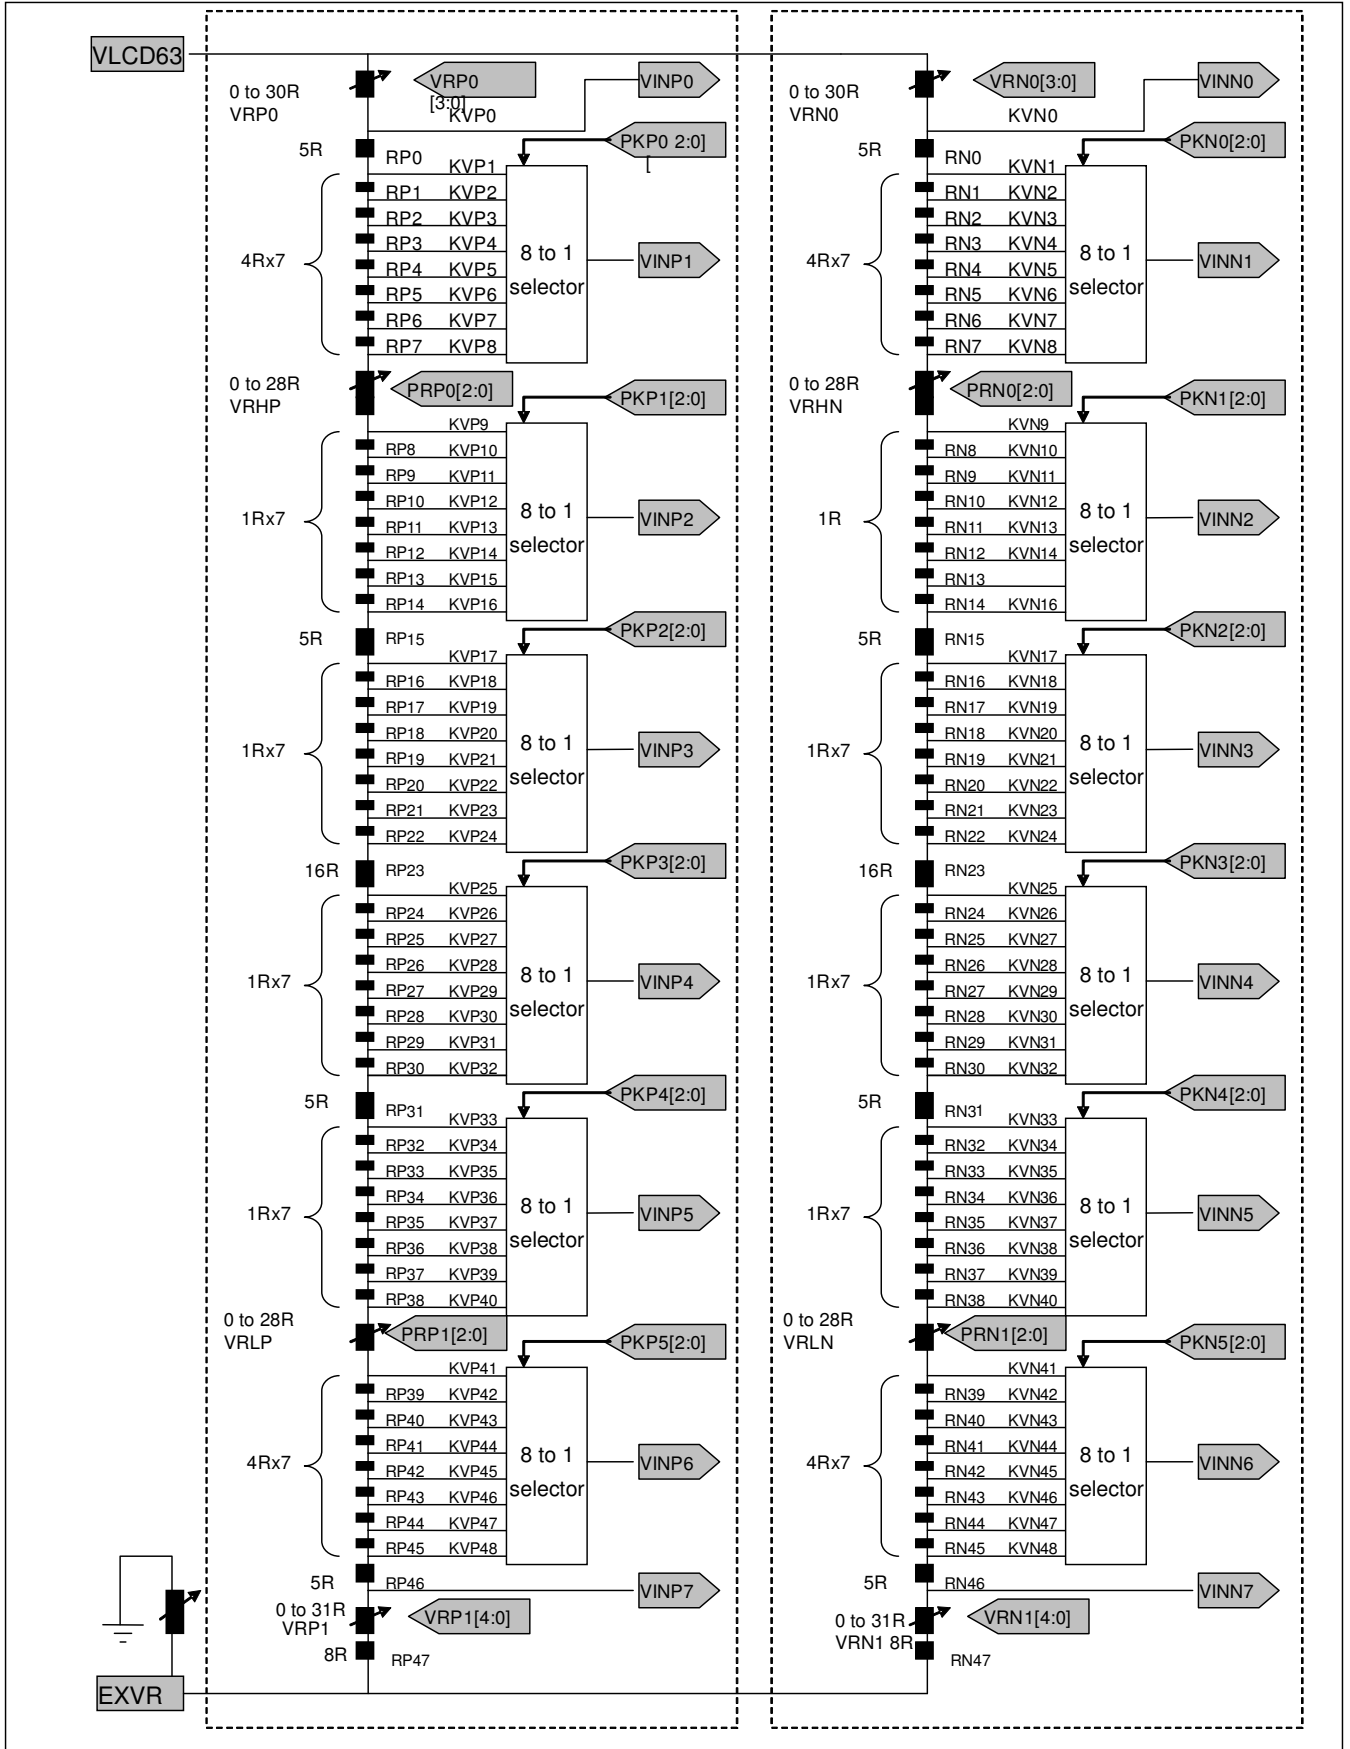 VLCD63
0 to 30R
VRP0
VRP0
[3:0]
KVP0
VINP0
5R
RP0
KVP1
PKP0 2:0]
[
4Rx7
RP1 KVP2
RP2 KVP3
RP3 KVP4
RP4 KVP5
RP5 KVP6
RP6 KVP7
RP7 KVP8
8 to 1
selector
VINP1
0 to 28R
VRHP
PRP0[2:0]
PKP1[2:0]
KVP9
1Rx7
RP8 KVP10
RP9 KVP11
RP10 KVP12
RP11 KVP13
RP12 KVP14
RP13 KVP15
RP14 KVP16
8 to 1
selector
VINP2
5R
RP15
PKP2[2:0]
KVP17
1Rx7
RP16 KVP18
RP17 KVP19
RP18 KVP20
RP19 KVP21
RP20 KVP22
RP21 KVP23
RP22 KVP24
8 to 1
selector
VINP3
16R
RP23
PKP3[2:0]
KVP25
1Rx7
RP24 KVP26
RP25 KVP27
RP26 KVP28
RP27 KVP29
RP28 KVP30
RP29 KVP31
RP30 KVP32
8 to 1
selector
VINP4
5R
RP31
PKP4[2:0]
KVP33
1Rx7
RP32 KVP34
RP33 KVP35
RP34 KVP36
RP35 KVP37
RP36 KVP38
RP37 KVP39
RP38 KVP40
8 to 1
selector
VINP5
0 to 28R
VRLP
PRP1[2:0]
PKP5[2:0]
KVP41
4Rx7
RP39 KVP42
RP40 KVP43
RP41 KVP44
RP42 KVP45
RP43 KVP46
RP44 KVP47
RP45 KVP48
8 to 1
selector
VINP6
5R
RP46
VINP7
0 to 31R
VRP1
VRP1[4:0]
8R
RP47
EXVR
0 to 30R
VRN0
VRN0[3:0]
KVN0
VINN0
5R
RN0
KVN1
PKN0[2:0]
4Rx7
RN1 KVN2
RN2 KVN3
RN3 KVN4
RN4 KVN5
RN5 KVN6
RN6 KVN7
RN7 KVN8
8 to 1
selector
VINN1
0 to 28R
VRHN
PRN0[2:0]
PKN1[2:0]
KVN9
1R
RN8 KVN10
RN9 KVN11
RN10 KVN12
RN11 KVN13
RN12 KVN14
RN13
RN14 KVN16
8 to 1
selector
VINN2
5R
RN15
PKN2[2:0]
KVN17
1Rx7
RN16 KVN18
RN17 KVN19
RN18 KVN20
RN19 KVN21
RN20 KVN22
RN21 KVN23
RN22 KVN24
8 to 1
selector
VINN3
16R
RN23
PKN3[2:0]
KVN25
1Rx7
RN24 KVN26
RN25 KVN27
RN26 KVN28
RN27 KVN29
RN28 KVN30
RN29 KVN31
RN30 KVN32
8 to 1
selector
VINN4
5R
RN31
PKN4[2:0]
KVN33
1Rx7
RN32 KVN34
RN33 KVN35
RN34 KVN36
RN35 KVN37
RN36 KVN38
RN37 KVN39
RN38 KVN40
8 to 1
selector
VINN5
0 to 28R
VRLN
PRN1[2:0]
PKN5[2:0]
KVN41
4Rx7
RN39 KVN42
RN40 KVN43
RN41 KVN44
RN42 KVN45
RN43 KVN46
RN44 KVN47
RN45 KVN48
8 to 1
selector
VINN6
5R
RN46
VINN7
0 to 31R
VRN1 8R
VRN1[4:0]
RN47